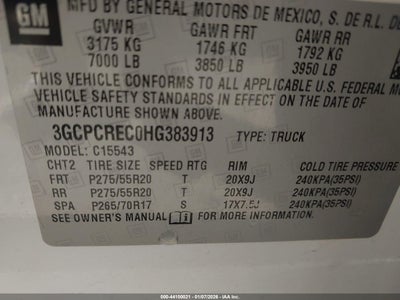 GM
MFD BY GENERAL MOTORS DE MEXICO, S. DE R.L. DE
GVWR GAWR FRT GAWR RR
3175 KG 1746 KG 1792 KG
7000 LB 3850 LB 3950 LB
THIS VEHICLE CONFORMS TO ALL APPLICABLE U.S. FEDERAL MO
VEHICLE SAFETY STANDARDS IN EFFECT ON THE DATE O
MANUFACTURE SHOWN ABOVE.
3GCPCREC0HG383913 TYPE: TRUCK
MODEL: C15543
CHT2 TIRE SIZE SPEED RTG RIM COLD TIRE PRESSURE
FRT P275/55R20 T 20X9J 240KPA(35PSI)
RR P275/55R20 T 20X9J 240KPA(35PSI)
SPA P265/70R17 S 17X7.5J 240KPA(35PSI)
SEE OWNER'S MANUAL FOR MORE INFORMATION.
500-44100021 - 01/07/2026 - © IAA, Inc.